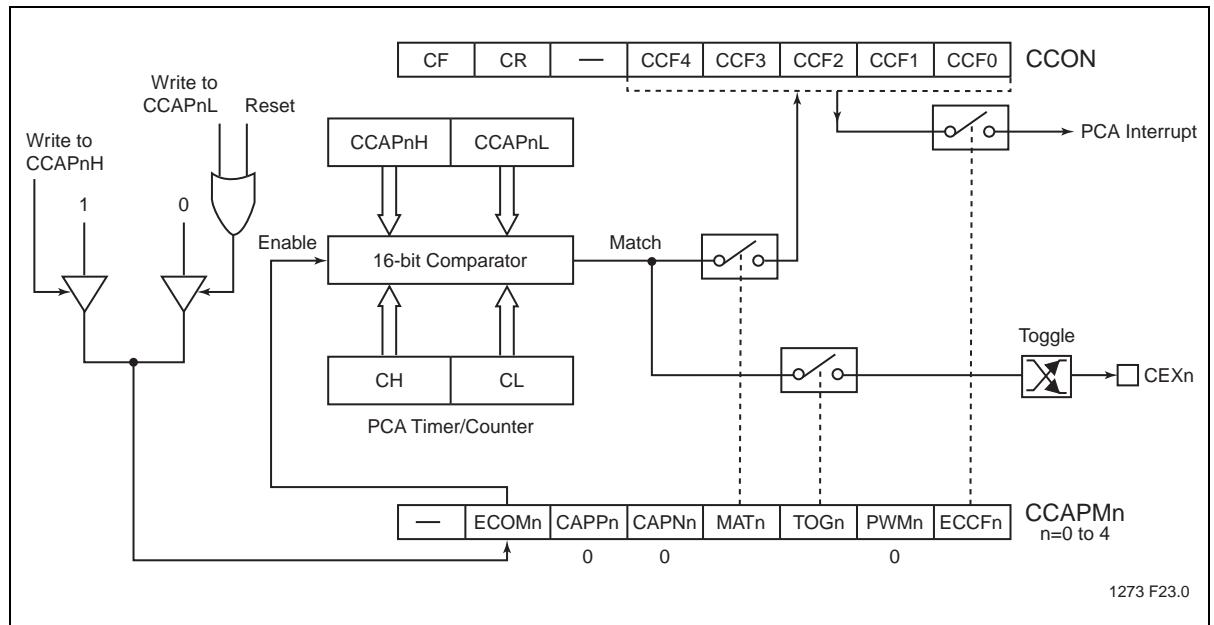 CF CR — CCF4 CCF3 CCF2 CCF1 CCF0 CCON
Write to
CCAPnL Reset
Write to
CCAPnH
CCAPnH CCAPnL
PCA Interrupt
1 0
Enable
16-bit Comparator
Match
CH CL
PCA Timer/Counter
Toggle
CEXn
— ECOMn CAPPn CAPNn MATn TOGn PWMn ECCFn CCAPMn
n=0 to 4
0 0 0
1273 F23.0